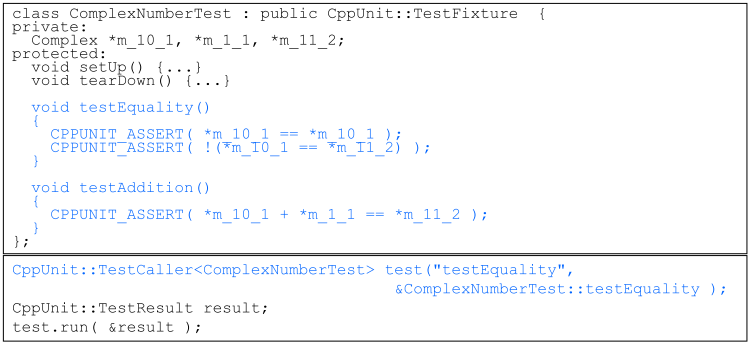 class ComplexNumberTest : public CppUnit::TestFixture  {
private:
  Complex *m_10_1, *m_1_1, *m_11_2;
protected:
  void setUp() {...}
  void tearDown() {...}
  void testEquality()
  {
    CPPUNIT_ASSERT( *m_10_1 == *m_10_1 );
    CPPUNIT_ASSERT( !(*m_10_1 == *m_11_2) );
  }
  void testAddition()
  {
    CPPUNIT_ASSERT( *m_10_1 + *m_1_1 == *m_11_2 );
  }
};
CppUnit::TestCaller<ComplexNumberTest> test("testEquality",
                                        &ComplexNumberTest::testEquality );
CppUnit::TestResult result;
test.run( &result );